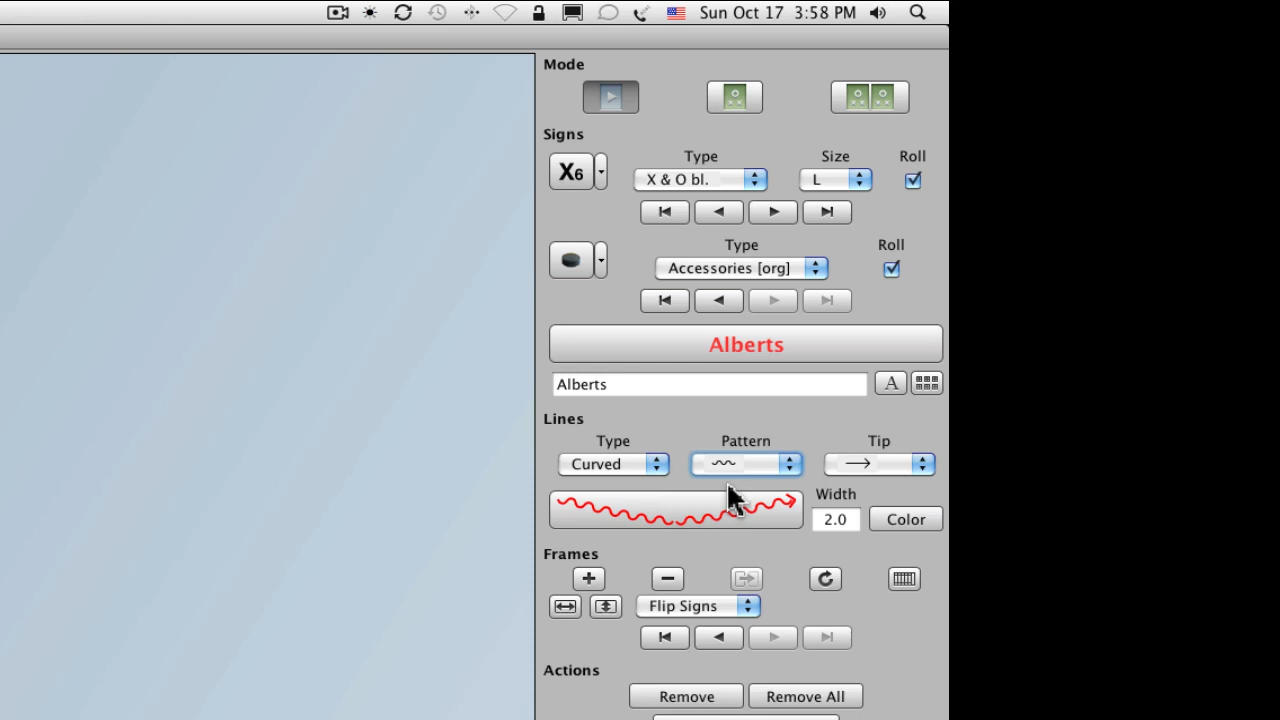 Sun Oct 17 3:58 PM
Mode
Signs
Type Size Roll
X6 X & O bl. L
Type Roll
Accessories [org]
Alberts
Alberts A
Lines
Type Pattern Tip
Curved
Width
2.0 Color
Frames
Flip Signs
Actions
Remove Remove All